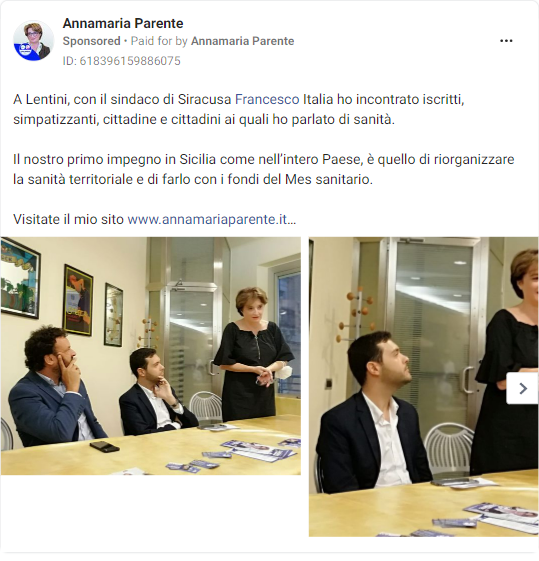 Annamaria Parente
Sponsored • Paid for by Annamaria Parente
ID: 618396159886075
A Lentini, con il sindaco di Siracusa Francesco Italia ho incontrato iscritti,
simpatizzanti, cittadine e cittadini ai quali ho parlato di sanità.
Il nostro primo impegno in Sicilia come nell'intero Paese, è quello di riorganizzare
la sanità territoriale e di farlo con i fondi del Mes sanitario.
Visitate il mio sito www.annamariaparente.it...